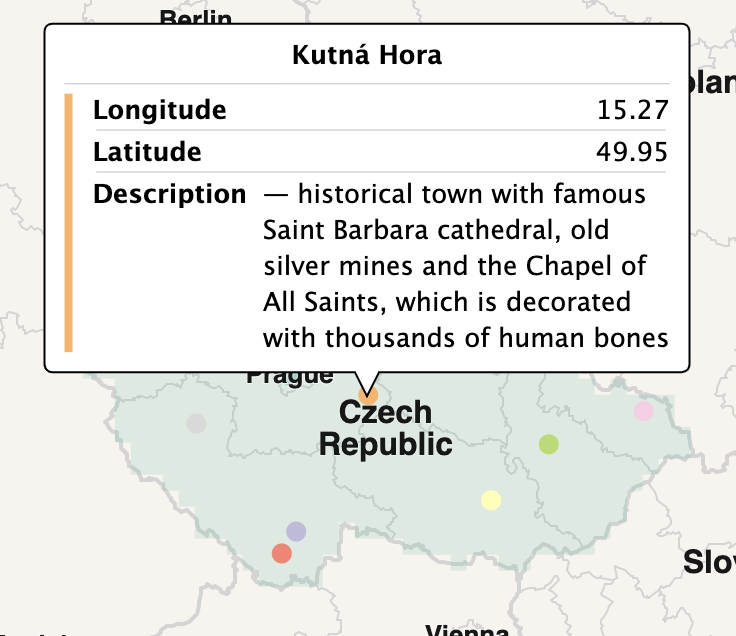 Berlin
Kutná Hora
Longitude 15.27
Latitude 49.95
Description — historical town with famous
Saint Barbara cathedral, old
silver mines and the Chapel of
All Saints, which is decorated
with thousands of human bones
Prague
Czech
Republic
Slov
Vienna